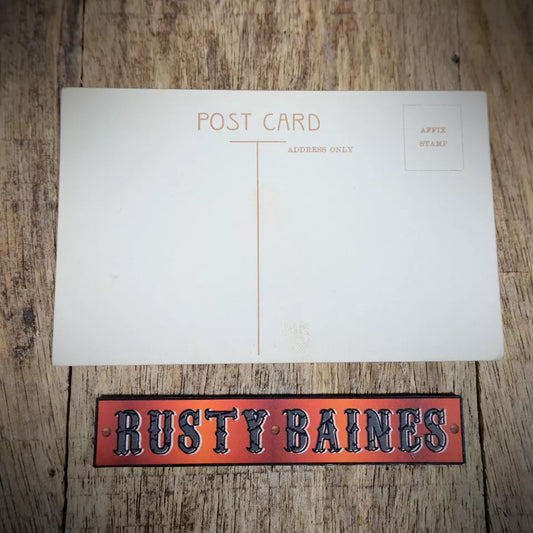 POST CARD
ADDRESS ONLY
AFFIX
STAMP
RUSTY BAINES